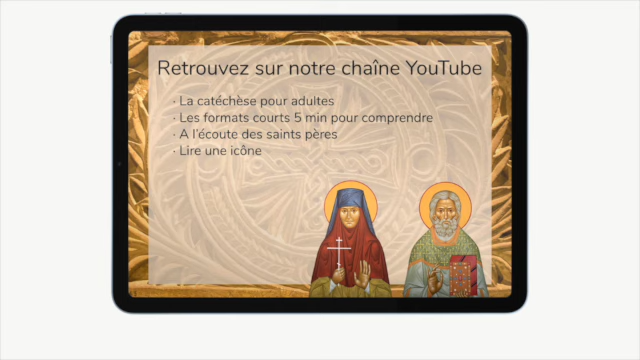 Retrouvez sur notre chaîne YouTube
· La catéchèse pour adultes
· Les formats courts 5 min pour comprendre
· A l'écoute des saints pères
· Lire une icône